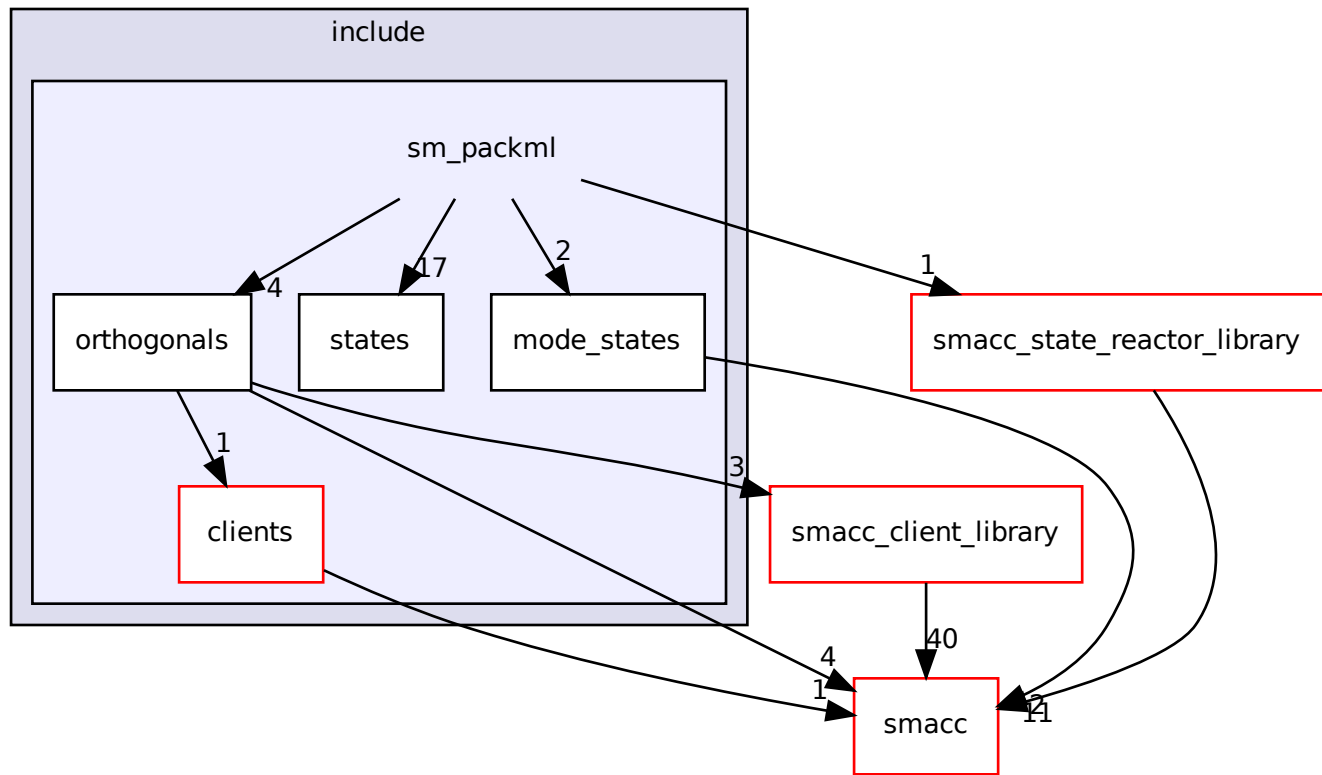 include
sm_packml
4
17
2
1
orthogonals
states
mode_states
smacc_state_reactor_library
1
3
clients
smacc_client_library
4
1
40
2
11
smacc